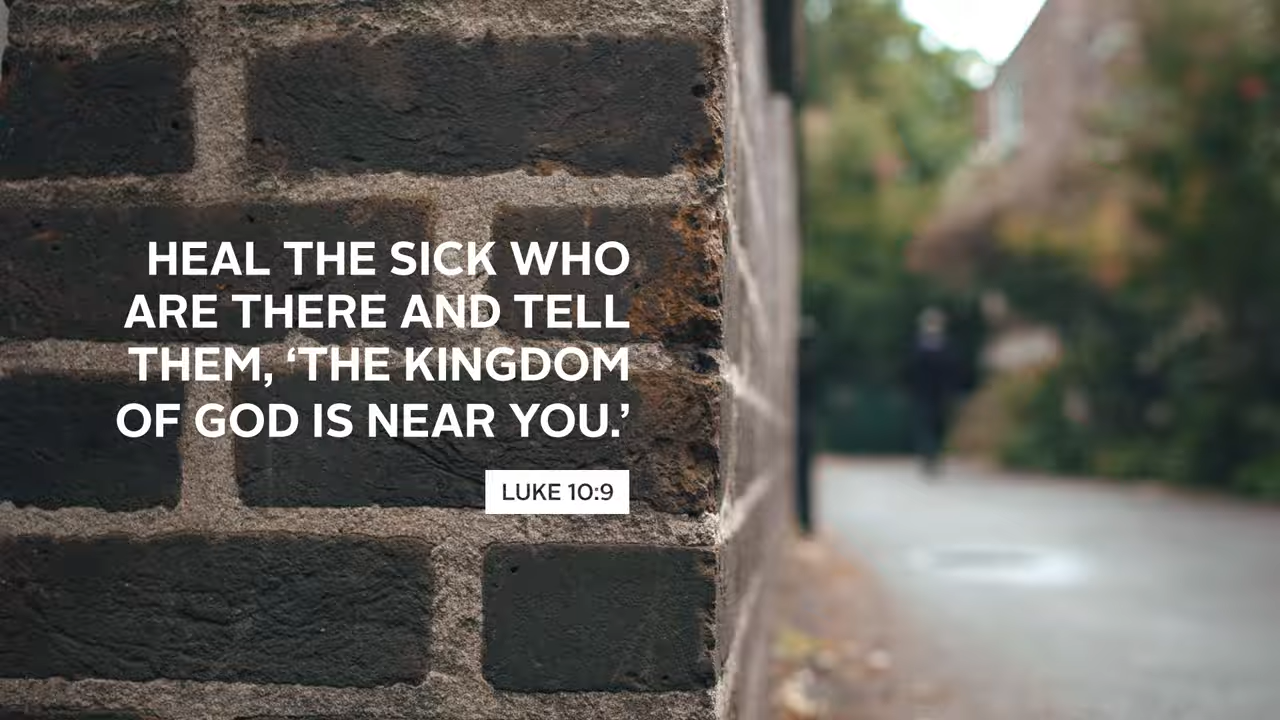 HEAL THE SICK WHO
ARE THERE AND TELL
THEM, ‘THE KINGDOM
OF GOD IS NEAR YOU.’
LUKE 10:9